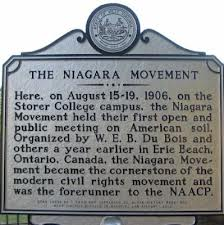 THE NIAGARA MOVEMENT
Here, on August 15-19, 1906, on
the Storer College campus, the Niagara
Movement held their first open and
public meeting on American soil.
Organized by W. E. B. Du Bois and
others a year earlier in Erie Beach,
Ontario, Canada, the Niagara Move-
ment became the cornerstone of the
modern civil rights movement and
was the forerunner to the NAACP.